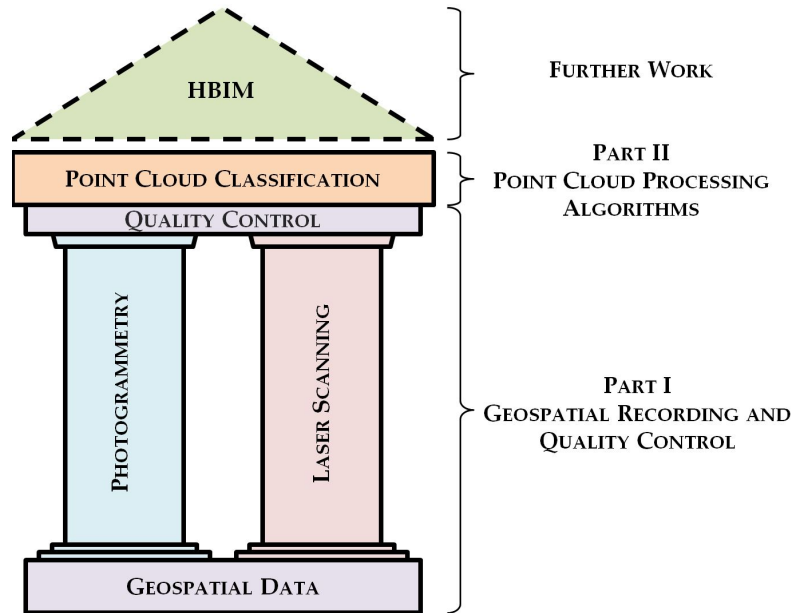 HBIM
FURTHER WORK
POINT CLOUD CLASSIFICATION
PART II
POINT CLOUD PROCESSING
ALGORITHMS
QUALITY CONTROL
PHOTOGRAMMETRY
LASER SCANNING
PART I
GEOSPATIAL RECORDING AND
QUALITY CONTROL
GEOSPATIAL DATA